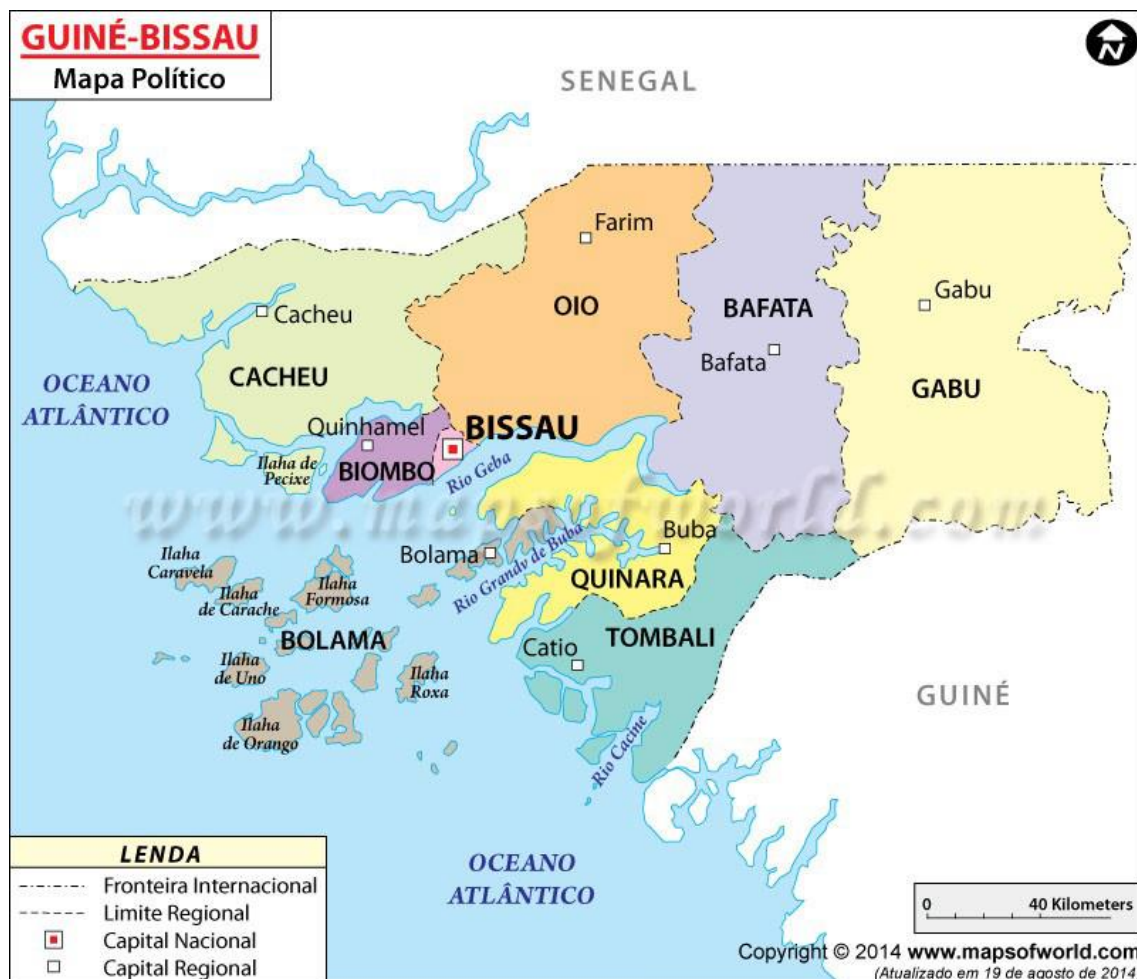 GUINÉ-BISSAU
Mapa Político
N
SENEGAL
Farim
Cacheu
OIO
BAFATA
Gabu
CACHEU
Bafata
GABU
OCEANO
ATLÂNTICO
Quinhamel
BISSAU
BIOMBO
Ilaha de
Pecixe
Rio Geba
www.mapsofworld.com
Ilaha
Caravela
Ilaha
de Carache
Ilaha
Formosa
Bolama
Rio Grandv de Buba
Buba
QUINARA
BOLAMA
TOMBALI
Catio
Ilaha
de Uno
Ilaha
Roxa
Ilaha
de Orango
Rio Cacine
GUINÉ
OCEANO
ATLÂNTICO
LENDA
Fronteira Internacional
Limite Regional
Capital Nacional
Capital Regional
0 40 Kilometers
Copyright © 2014 www.mapsofworld.com
(Atualizado em 19 de agosto de 2014